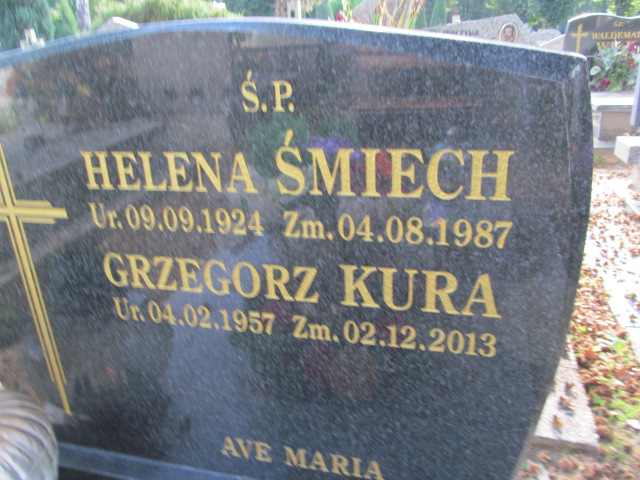 Ś.P.
HELENA ŚMIECH
Ur. 09.09.1924 Zm. 04.08.1987
GRZEGORZ KURA
Ur. 04.02.1957 Zm. 02.12.2013
AVE MARIA
WALDEMAR